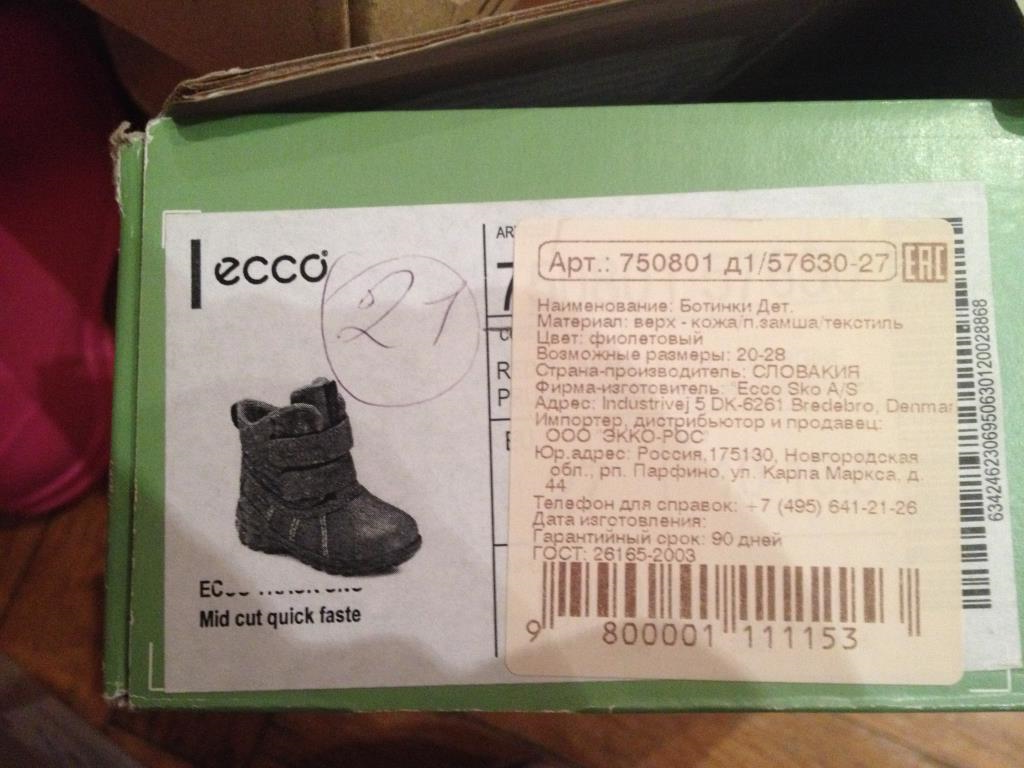 ecco
21
AR
7
R
P
Mid cut quick faste
Арт.: 750801 д1/57630-27
EAC
Наименование: Ботинки Дет.
Материал: верх - кожа/п.замша/текстиль
Цвет: фиолетовый
Возможные размеры: 20-28
Страна-производитель: СЛОВАКИЯ
Фирма-изготовитель: Ecco Sko A/S
Адрес: Industrivej 5 DK-6261 Bredebro, Denmar
Импортер, дистрибьютор и продавец:
ООО ЭККО-РОС
Юр.адрес: Россия,175130, Новгородская
обл., рп. Парфино, ул. Карла Маркса, д.
44
Телефон для справок: +7 (495) 641-21-26
Дата изготовления:
Гарантийный срок: 90 дней
ГОСТ: 26165-2003
9 800001 111153
6342462306950630120028868